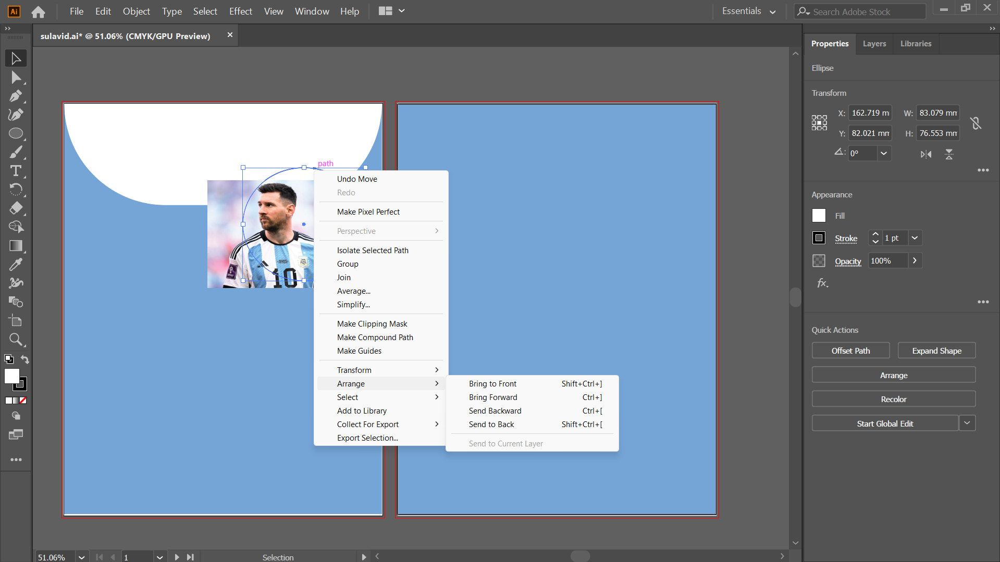 Ai File Edit Object Type Select Effect View Window Help Essentials Search Adobe Stock
sulavid.ai* @ 51.06% (CMYK/GPU Preview)
Properties Layers Libraries
Ellipse
Transform
X: 162.719 m W: 83.079 mm
Y: 82.021 mm H: 76.553 mm
0°
Appearance
Fill
Stroke 1 pt
Opacity 100%
fx
Quick Actions
Offset Path Expand Shape
Arrange
Recolor
Start Global Edit
path
10
Undo Move
Redo
Make Pixel Perfect
Perspective
Isolate Selected Path
Group
Join
Average...
Simplify...
Make Clipping Mask
Make Compound Path
Make Guides
Transform
Arrange
Select
Add to Library
Collect For Export
Export Selection...
Bring to Front Shift+Ctrl+]
Bring Forward Ctrl+]
Send Backward Ctrl+[
Send to Back Shift+Ctrl+[
Send to Current Layer
51.06% 1 Selection